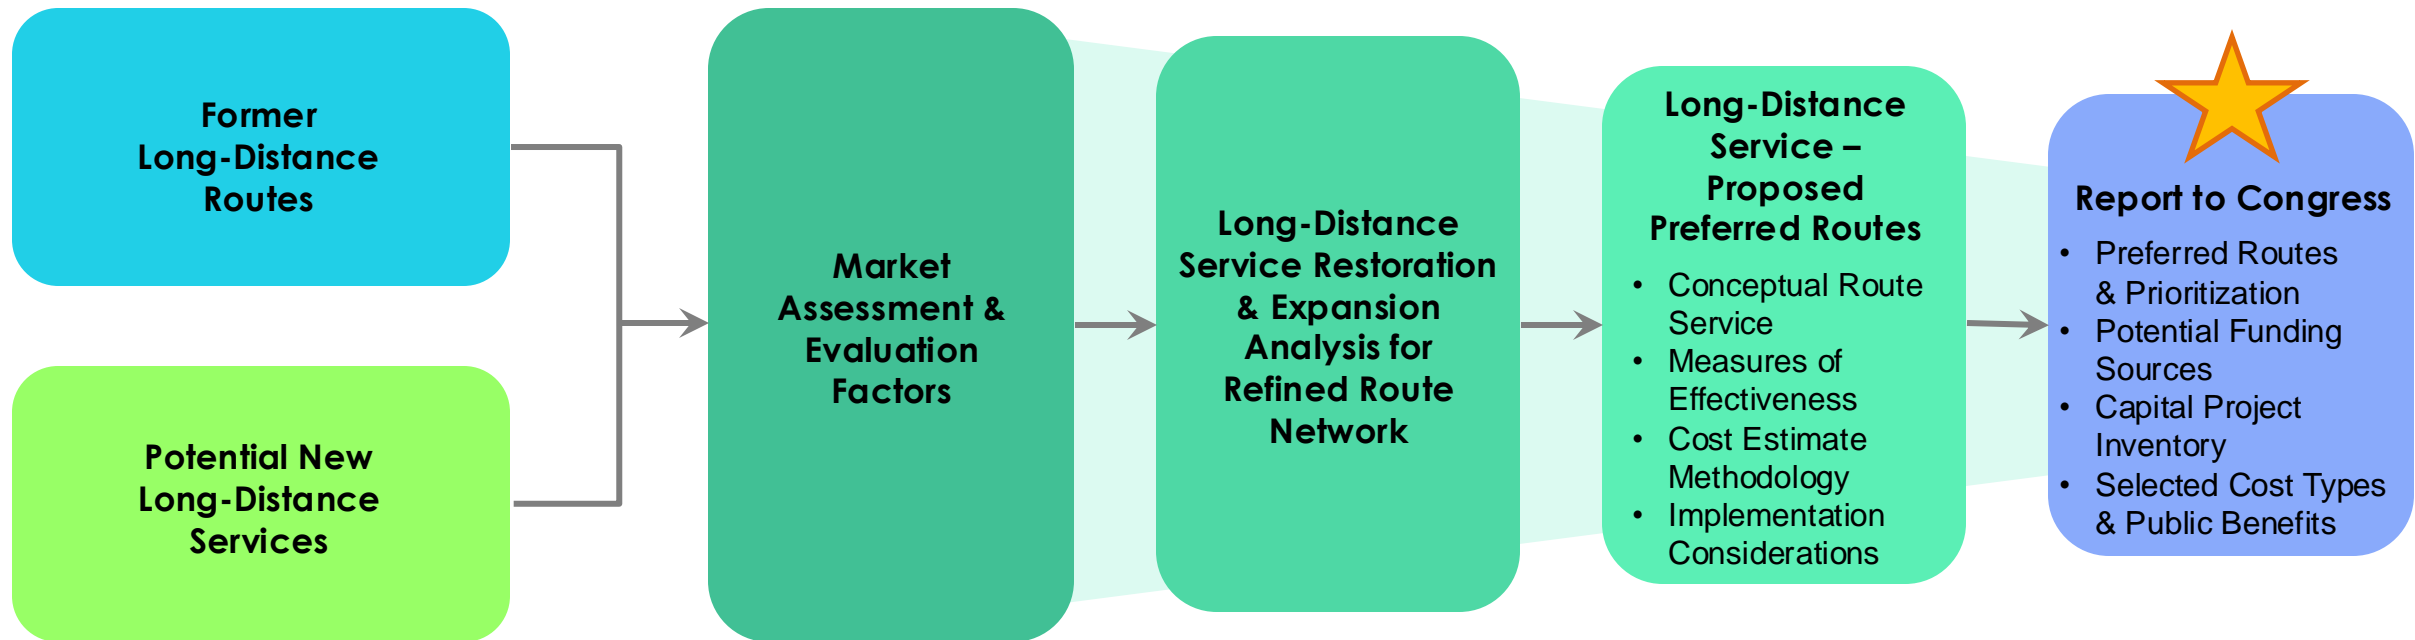 Former
Long-Distance
Routes
Potential New
Long-Distance
Services
Market
Assessment &
Evaluation
Factors
Long-Distance
Service Restoration
& Expansion
Analysis for
Refined Route
Network
Long-Distance
Service –
Proposed
Preferred Routes
• Conceptual Route
Service
• Measures of
Effectiveness
• Cost Estimate
Methodology
• Implementation
Considerations
Report to Congress
• Preferred Routes
& Prioritization
• Potential Funding
Sources
• Capital Project
Inventory
• Selected Cost Types
& Public Benefits